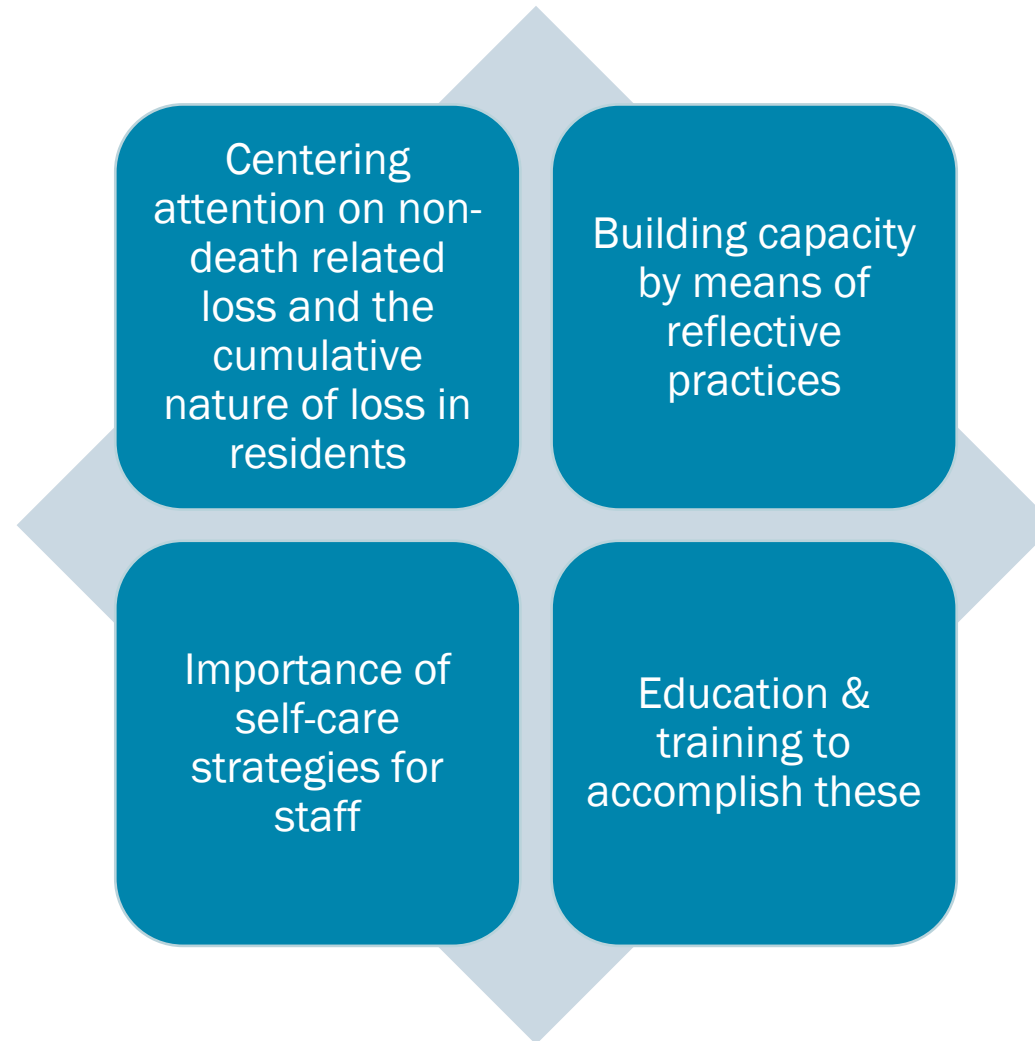 Centering
attention on non-
death related
loss and the
cumulative
nature of loss in
residents
Building capacity
by means of
reflective
practices
Importance of
self-care
strategies for
staff
Education &
training to
accomplish these